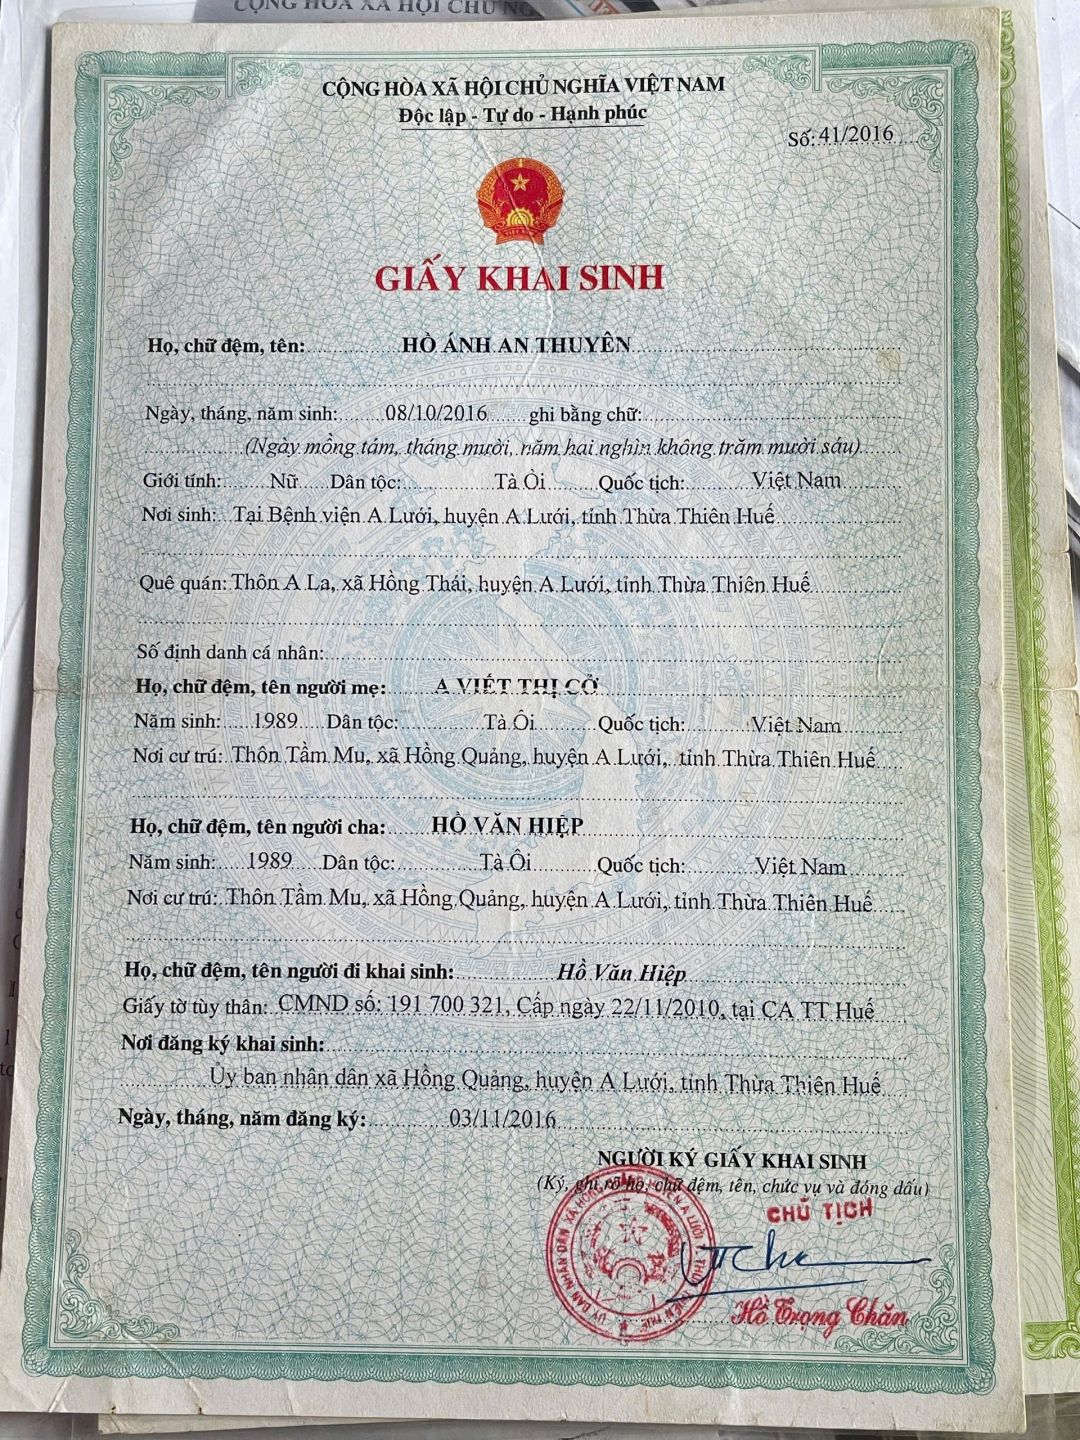 CỘNG HÒA XÃ HỘI CHỦ NG
CỘNG HÒA XÃ HỘI CHỦ NGHĨA VIỆT NAM
Độc lập - Tự do - Hạnh phúc
Số: 41/2016
VIỆT NAM
GIẤY KHAI SINH
Họ, chữ đệm, tên: HỒ ÁNH AN THUYÊN
Ngày, tháng, năm sinh: 08/10/2016 ghi bằng chữ:
(Ngày mồng tám, tháng mười, năm hai nghìn không trăm mười sáu)
Giới tính: Nữ Dân tộc: Tà Ôi Quốc tịch: Việt Nam
Nơi sinh: Tại Bệnh viện A Lưới, huyện A Lưới, tỉnh Thừa Thiên Huế
Quê quán: Thôn A La, xã Hồng Thái, huyện A Lưới, tỉnh Thừa Thiên Huế
Số định danh cá nhân:
Họ, chữ đệm, tên người mẹ: A VIẾT THỊ CỞ
Năm sinh: 1989 Dân tộc: Tà Ôi Quốc tịch: Việt Nam
Nơi cư trú: Thôn Tầm Mu, xã Hồng Quảng, huyện A Lưới, tỉnh Thừa Thiên Huế
Họ, chữ đệm, tên người cha: HỒ VĂN HIỆP
Năm sinh: 1989 Dân tộc: Tà Ôi Quốc tịch: Việt Nam
Nơi cư trú: Thôn Tầm Mu, xã Hồng Quảng, huyện A Lưới, tỉnh Thừa Thiên Huế
Họ, chữ đệm, tên người đi khai sinh: Hồ Văn Hiệp
Giấy tờ tùy thân: CMND số: 191 700 321, Cấp ngày 22/11/2010, tại CA TT Huế
Nơi đăng ký khai sinh:
Ủy ban nhân dân xã Hồng Quảng, huyện A Lưới, tỉnh Thừa Thiên Huế
Ngày, tháng, năm đăng ký: 03/11/2016
NGƯỜI KÝ GIẤY KHAI SINH
(Ký, ghi rõ họ, chữ đệm, tên, chức vụ và đóng dấu)
CHỦ TỊCH
Hồ Trọng Chăn